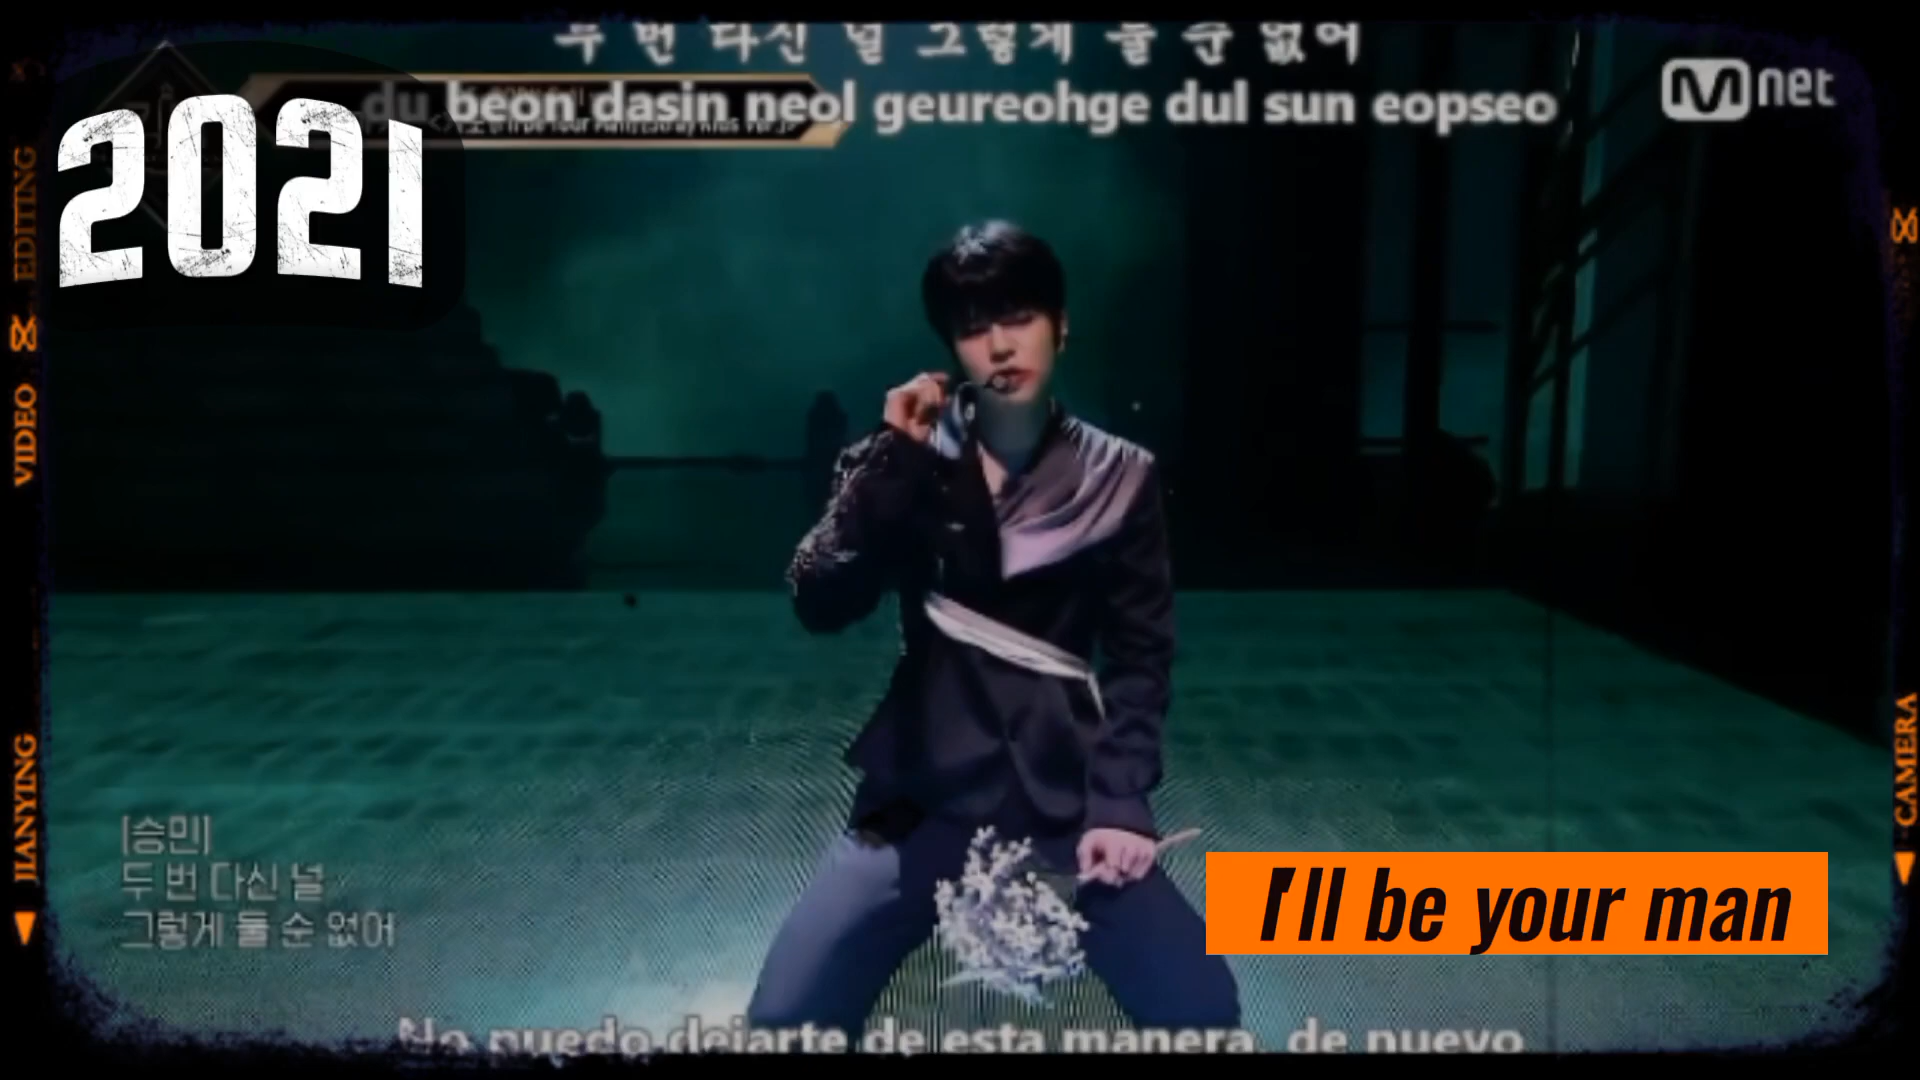 두 번 다신 널 그렇게 둘 순 없어
du beon dasin neol geureohge dul sun eopseo
Mnet
2021
EDITING
VIDEO
JIANYING
CAMERA
[승민]
두 번 다신 널
그렇게 둘 순 없어
I'll be your man
No puedo dejarte de esta manera, de nuevo